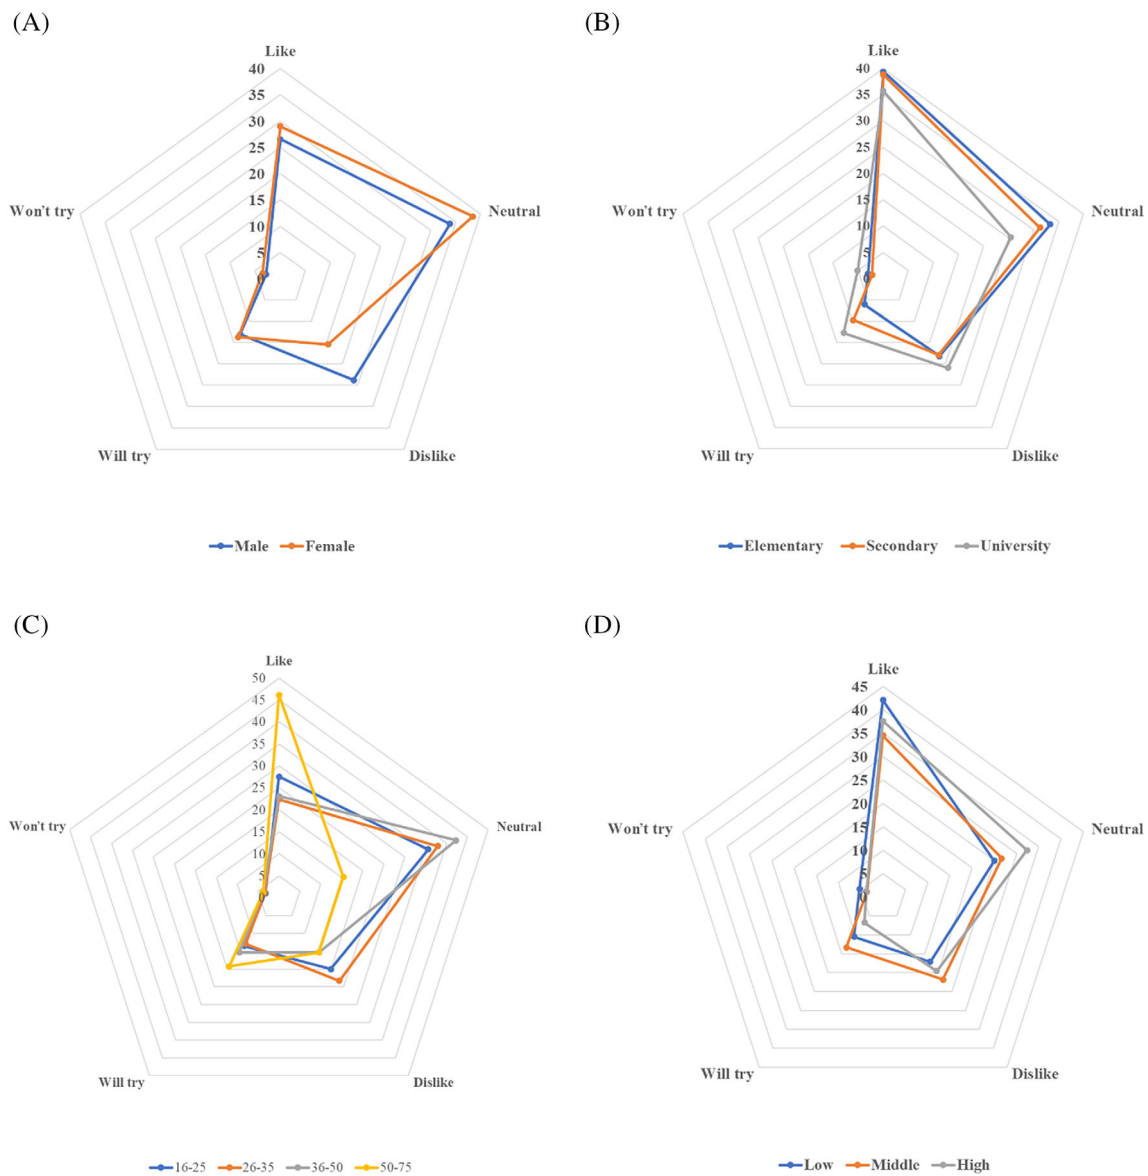 (A)
Like
40
35
30
25
20
15
10
5
0
Neutral
Dislike
Will try
Won't try
Male Female
(B)
Like
40
35
30
25
20
15
10
5
0
Neutral
Dislike
Will try
Won't try
Elementary Secondary University
(C)
Like
50
45
40
35
30
25
20
15
10
5
0
Neutral
Dislike
Will try
Won't try
16-25 26-35 36-50 50-75
(D)
Like
45
40
35
30
25
20
15
10
5
0
Neutral
Dislike
Will try
Won't try
Low Middle High